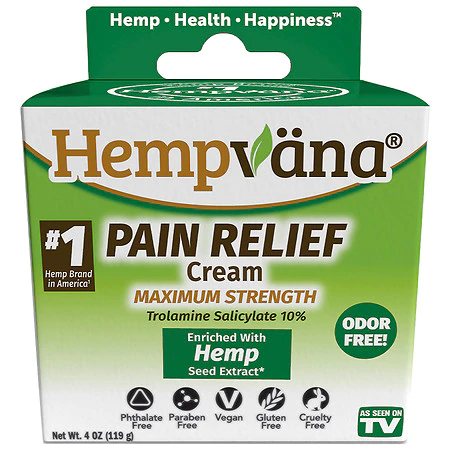 Hemp • Health • Happiness™
Hempväna
Hempväna®
#1
Hemp Brand
in America¹
PAIN RELIEF
Cream
MAXIMUM STRENGTH
Trolamine Salicylate 10%
Enriched With
Hemp
Seed Extract*
ODOR
FREE!
Phthalate
Free
Paraben
Free
Vegan
Gluten
Free
Cruelty
Free
Net Wt. 4 OZ (119 g)
AS SEEN ON
TV